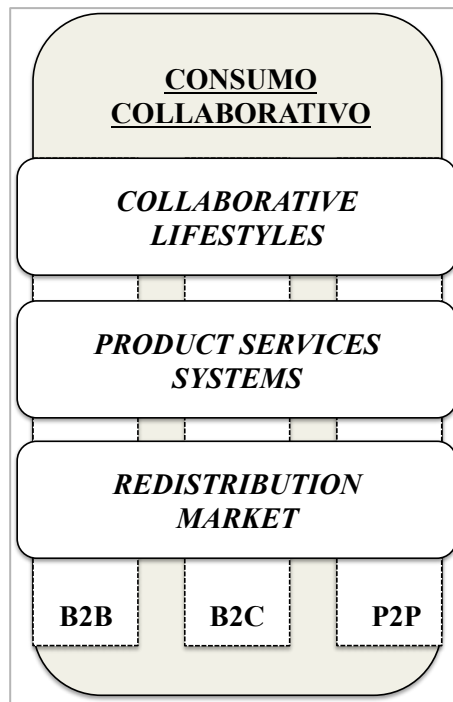 CONSUMO
COLLABORATIVO
COLLABORATIVE
LIFESTYLES
PRODUCT SERVICES
SYSTEMS
REDISTRIBUTION
MARKET
B2B B2C P2P